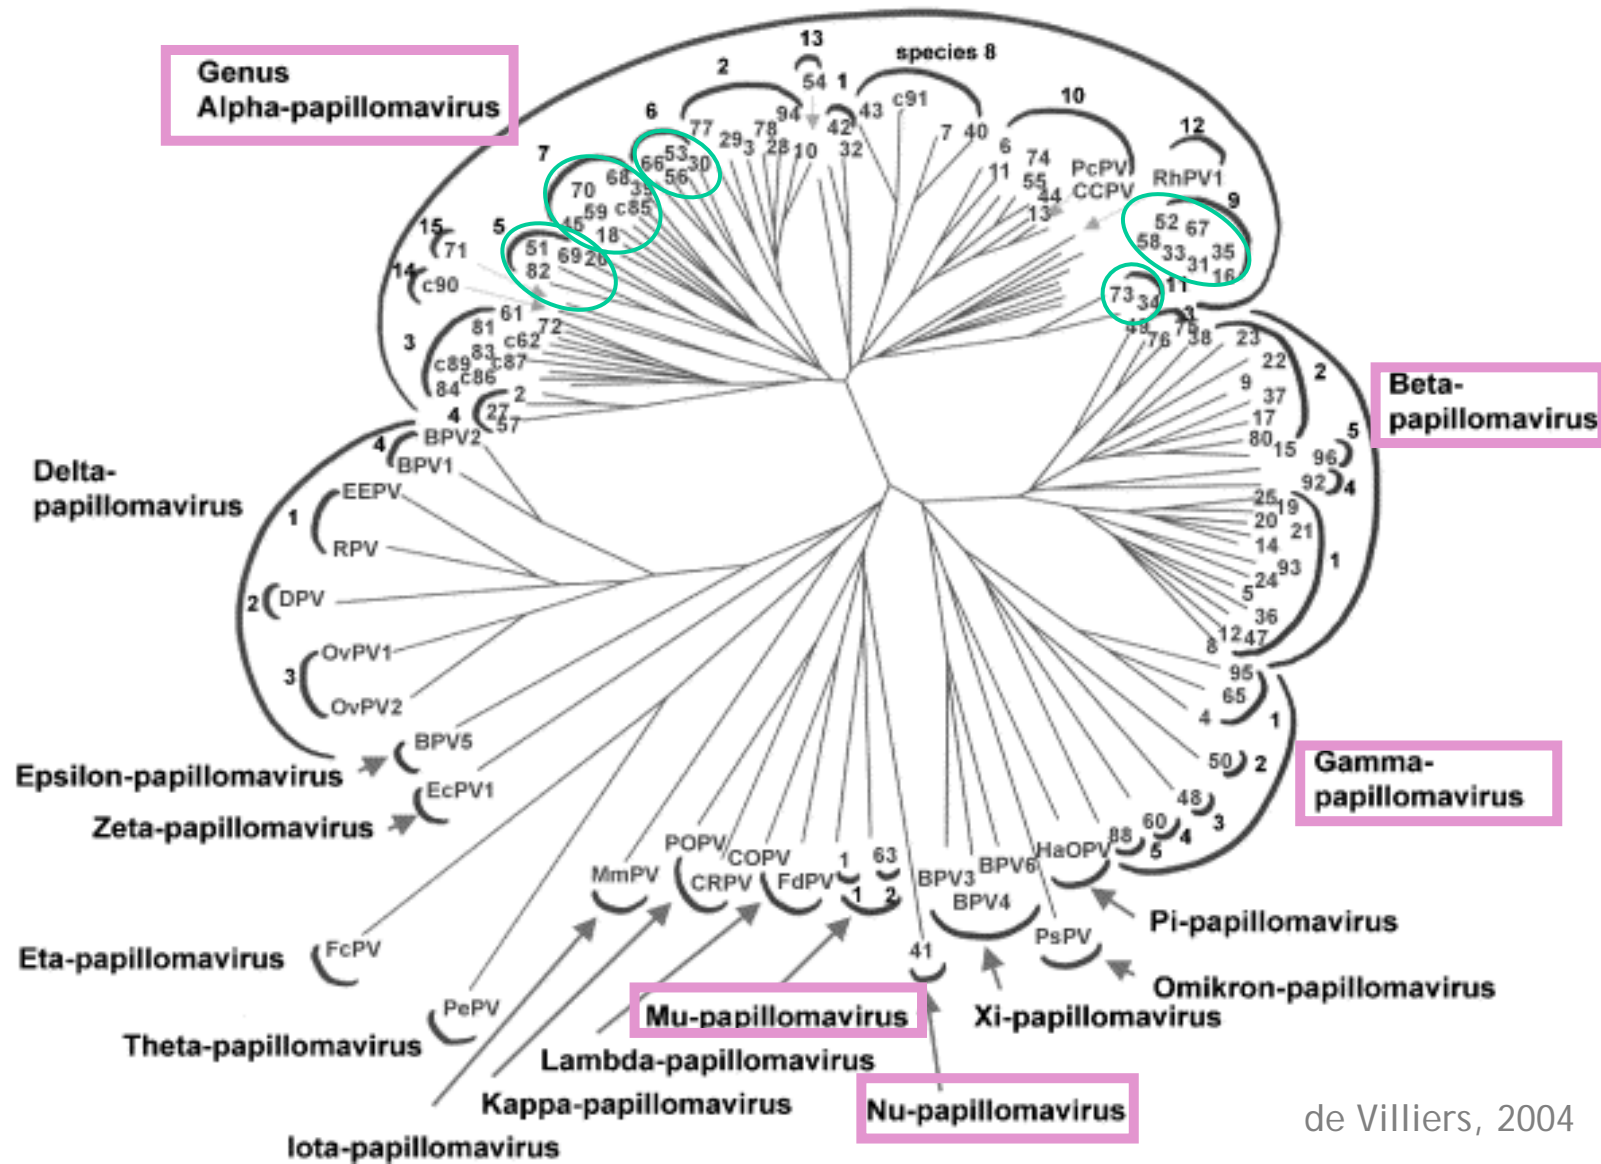 Genus
Alpha-papillomavirus
13
54
2
94
77
29
3
78
28
10
1
42
32
species 8
43
c91
7
40
10
6
11
74
55
44
13
PcPV
CCPV
12
RhPV1
9
52
67
58
33
31
35
16
11
73
34
6
66
53
30
56
7
70
68
39
59
c85
45
18
5
51
69
26
82
15
71
14
c90
3
61
81
72
c62
83
c89
c87
c86
84
4
2
27
57
Beta-
papillomavirus
3
49
76
75
38
23
22
2
9
37
17
80
15
5
96
92
4
25
19
20
21
14
93
1
24
5
36
12
47
8
Delta-
papillomavirus
4
BPV2
BPV1
1
EEPV
RPV
2
DPV
3
OvPV1
OvPV2
95
65
4
1
50
2
48
3
60
4
88
5
Gamma-
papillomavirus
BPV5
Epsilon-papillomavirus
EcPV1
Zeta-papillomavirus
FcPV
Eta-papillomavirus
PePV
Theta-papillomavirus
MmPV
POPV
CRPV
COPV
FdPV
1
63
1
2
41
BPV3
BPV6
BPV4
HaOPV
PsPV
Pi-papillomavirus
Omikron-papillomavirus
Xi-papillomavirus
Mu-papillomavirus
Lambda-papillomavirus
Kappa-papillomavirus
Nu-papillomavirus
Iota-papillomavirus
de Villiers, 2004